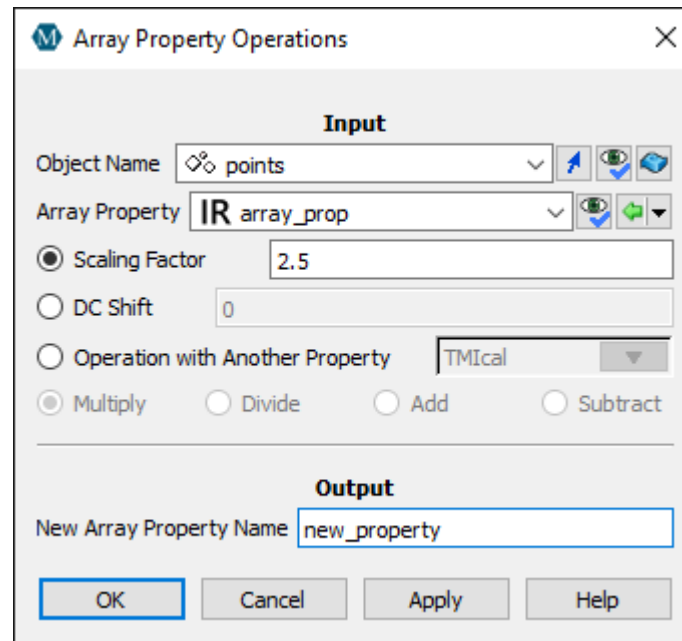 M Array Property Operations
Input
Object Name points
Array Property IR array_prop
Scaling Factor 2.5
DC Shift 0
Operation with Another Property TMIcal
Multiply Divide Add Subtract
Output
New Array Property Name new_property
OK Cancel Apply Help